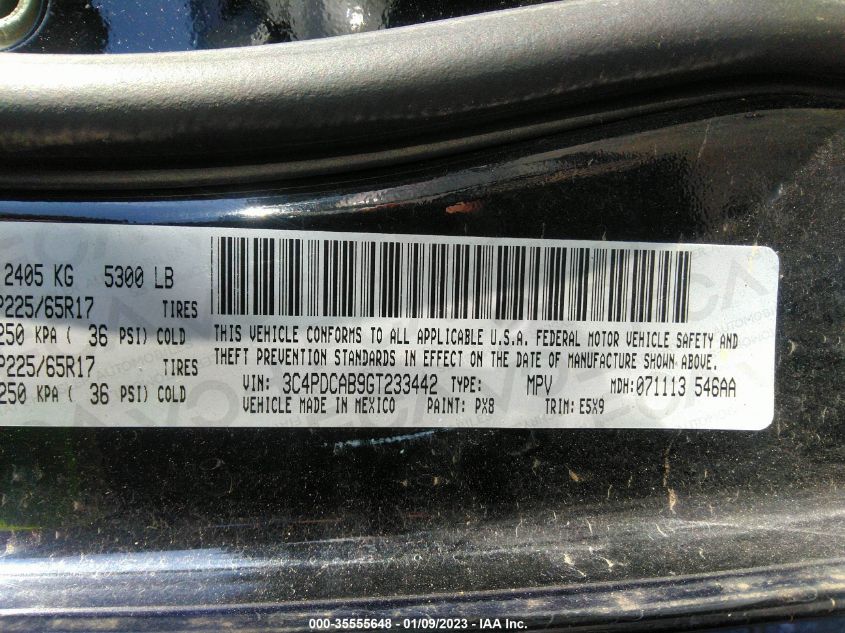 2405 KG 5300 LB
P225/65R17 TIRES
250 KPA ( 36 PSI) COLD
P225/65R17 TIRES
250 KPA ( 36 PSI) COLD
THIS VEHICLE CONFORMS TO ALL APPLICABLE U.S.A. FEDERAL MOTOR VEHICLE SAFETY AND
THEFT PREVENTION STANDARDS IN EFFECT ON THE DATE OF MANUFACTURE SHOWN ABOVE.
VIN: 3C4PDCAB9GT233442 TYPE: MPV MDH:071113 546AA
VEHICLE MADE IN MEXICO PAINT: PX8 TRIM: E5X9
000-35555648 - 01/09/2023 - IAA Inc.